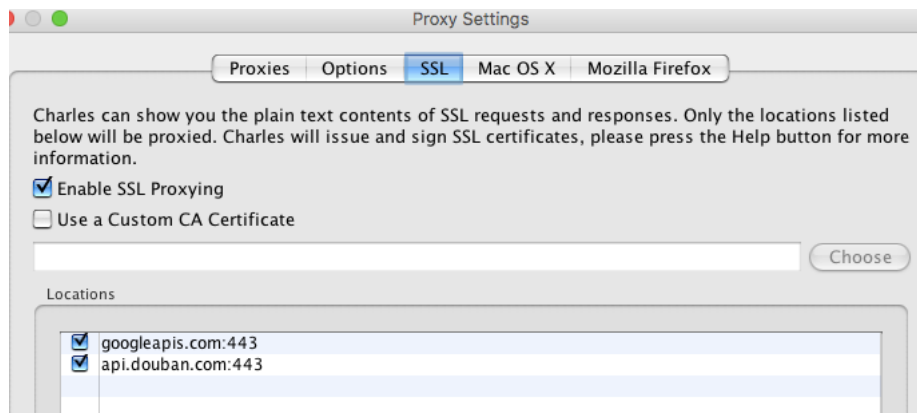 Proxy Settings
Proxies Options SSL Mac OS X Mozilla Firefox
Charles can show you the plain text contents of SSL requests and responses. Only the locations listed
below will be proxied. Charles will issue and sign SSL certificates, please press the Help button for more
information.
Enable SSL Proxying
Use a Custom CA Certificate
Choose
Locations
googleapis.com:443
api.douban.com:443